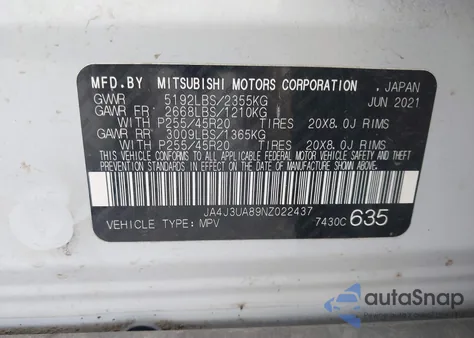 MFD.BY MITSUBISHI MOTORS CORPORATION . JAPAN
GVWR 5192LBS/2355KG JUN 2021
GAWR FR: 2668LBS/1210KG
WITH P255/45R20 TIRES 20X8.0J RIMS
GAWR RR: 3009LBS/1365KG
WITH P255/45R20 TIRES 20X8.0J RIMS
THIS VEHICLE CONFORMS TO ALL APPLICABLE FEDERAL MOTOR VEHICLE SAFETY AND THEFT PREVENTION STANDARDS IN EFFECT ON THE DATE OF MANUFACTURE SHOWN ABOVE.
JA4J3UA89NZ022437
VEHICLE TYPE: MPV 7430C 635
autoSnap